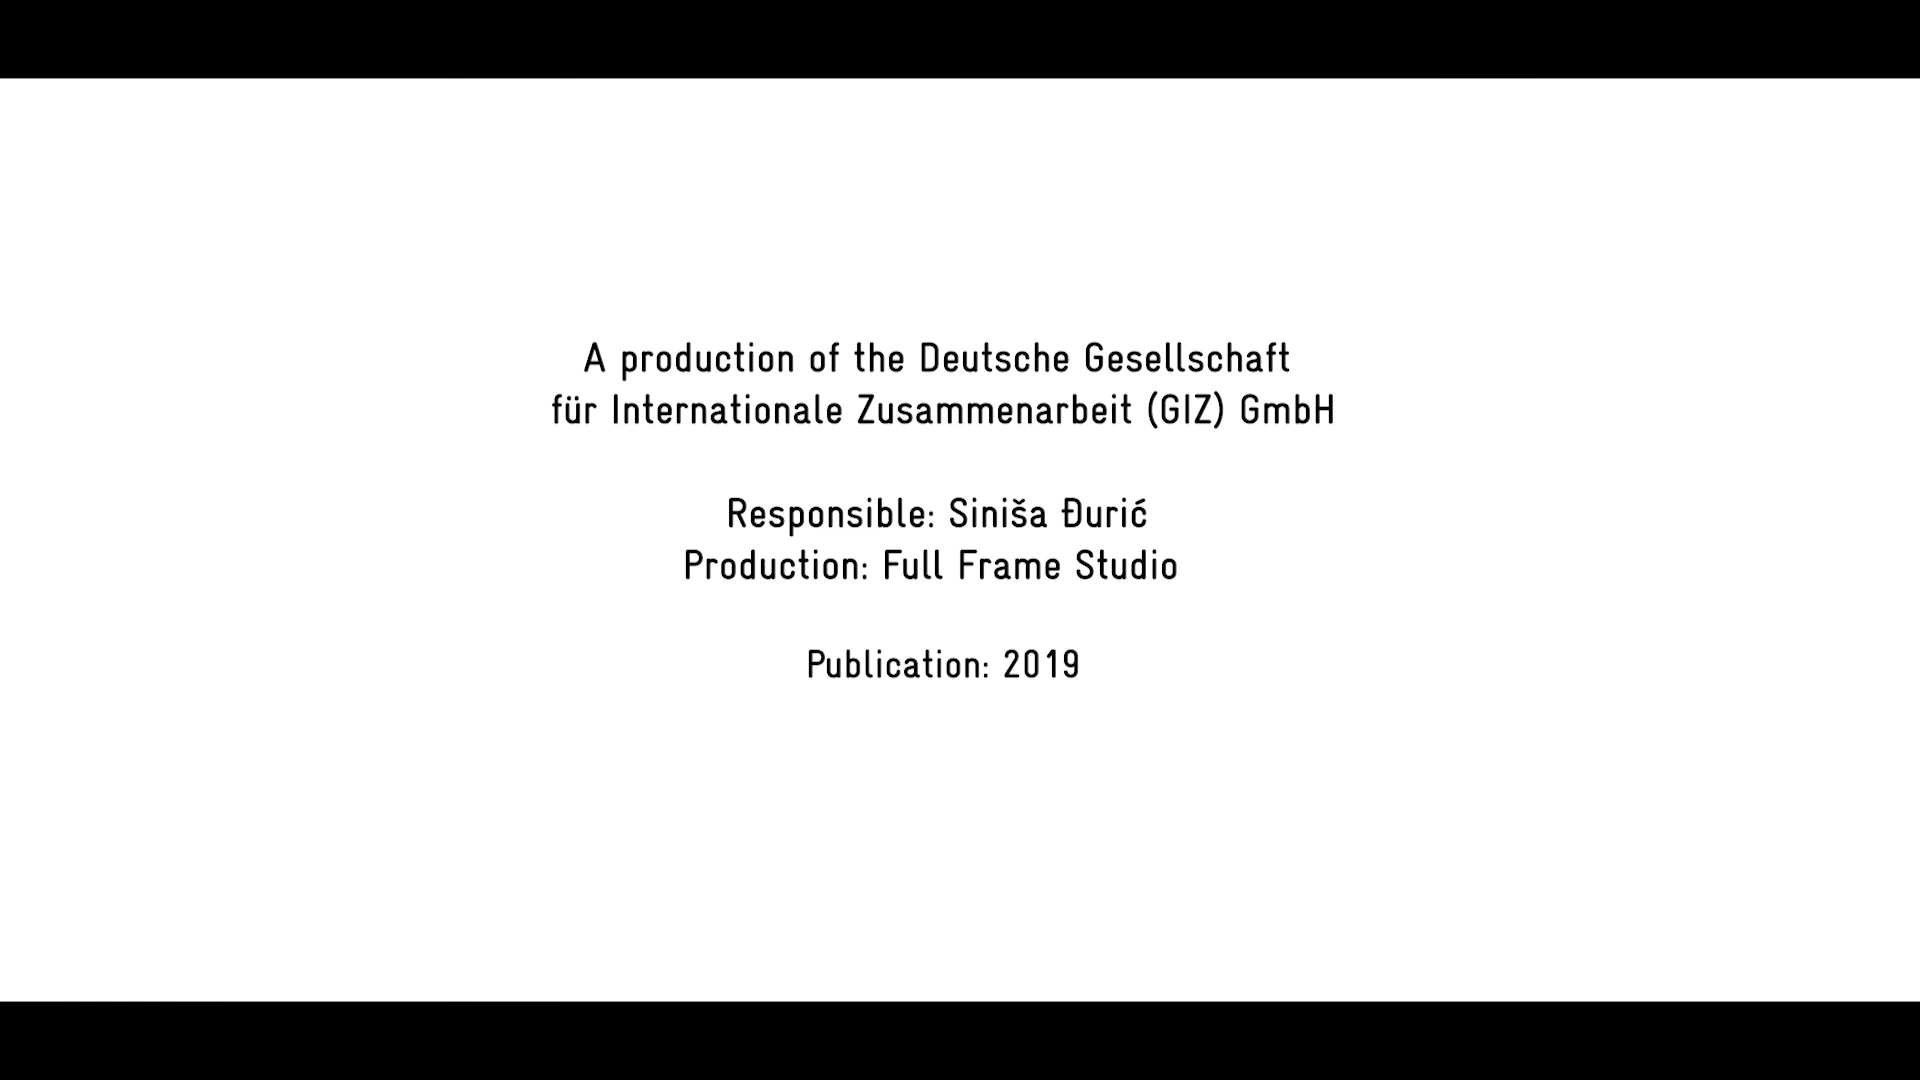 A production of the Deutsche Gesellschaft
für Internationale Zusammenarbeit (GIZ) GmbH
Responsible: Siniša Đurić
Production: Full Frame Studio
Publication: 2019